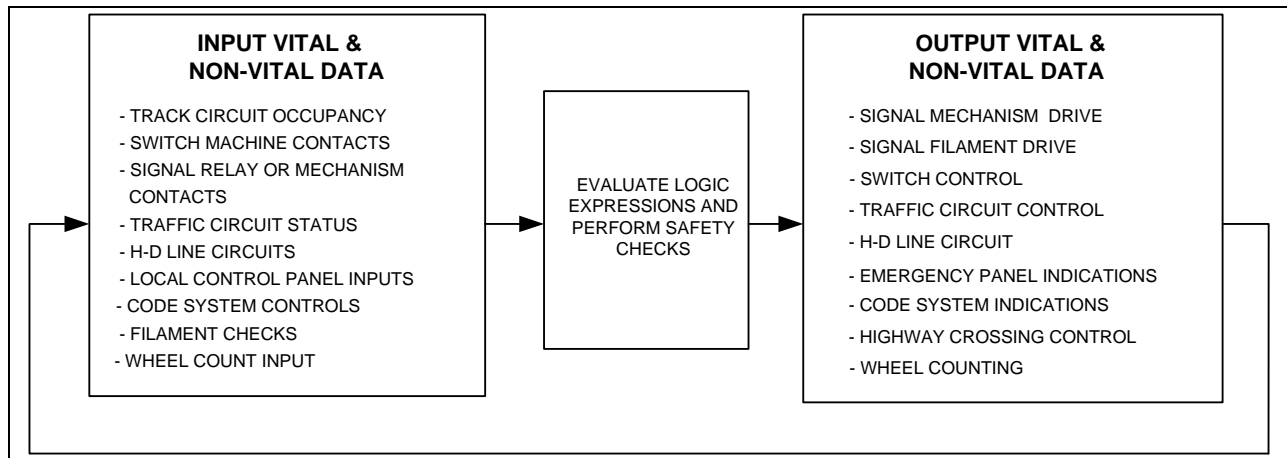 INPUT VITAL &
NON-VITAL DATA
- TRACK CIRCUIT OCCUPANCY
- SWITCH MACHINE CONTACTS
- SIGNAL RELAY OR MECHANISM
CONTACTS
- TRAFFIC CIRCUIT STATUS
- H-D LINE CIRCUITS
- LOCAL CONTROL PANEL INPUTS
- CODE SYSTEM CONTROLS
- FILAMENT CHECKS
- WHEEL COUNT INPUT
EVALUATE LOGIC
EXPRESSIONS AND
PERFORM SAFETY
CHECKS
OUTPUT VITAL &
NON-VITAL DATA
- SIGNAL MECHANISM DRIVE
- SIGNAL FILAMENT DRIVE
- SWITCH CONTROL
- TRAFFIC CIRCUIT CONTROL
- H-D LINE CIRCUIT
- EMERGENCY PANEL INDICATIONS
- CODE SYSTEM INDICATIONS
- HIGHWAY CROSSING CONTROL
- WHEEL COUNTING